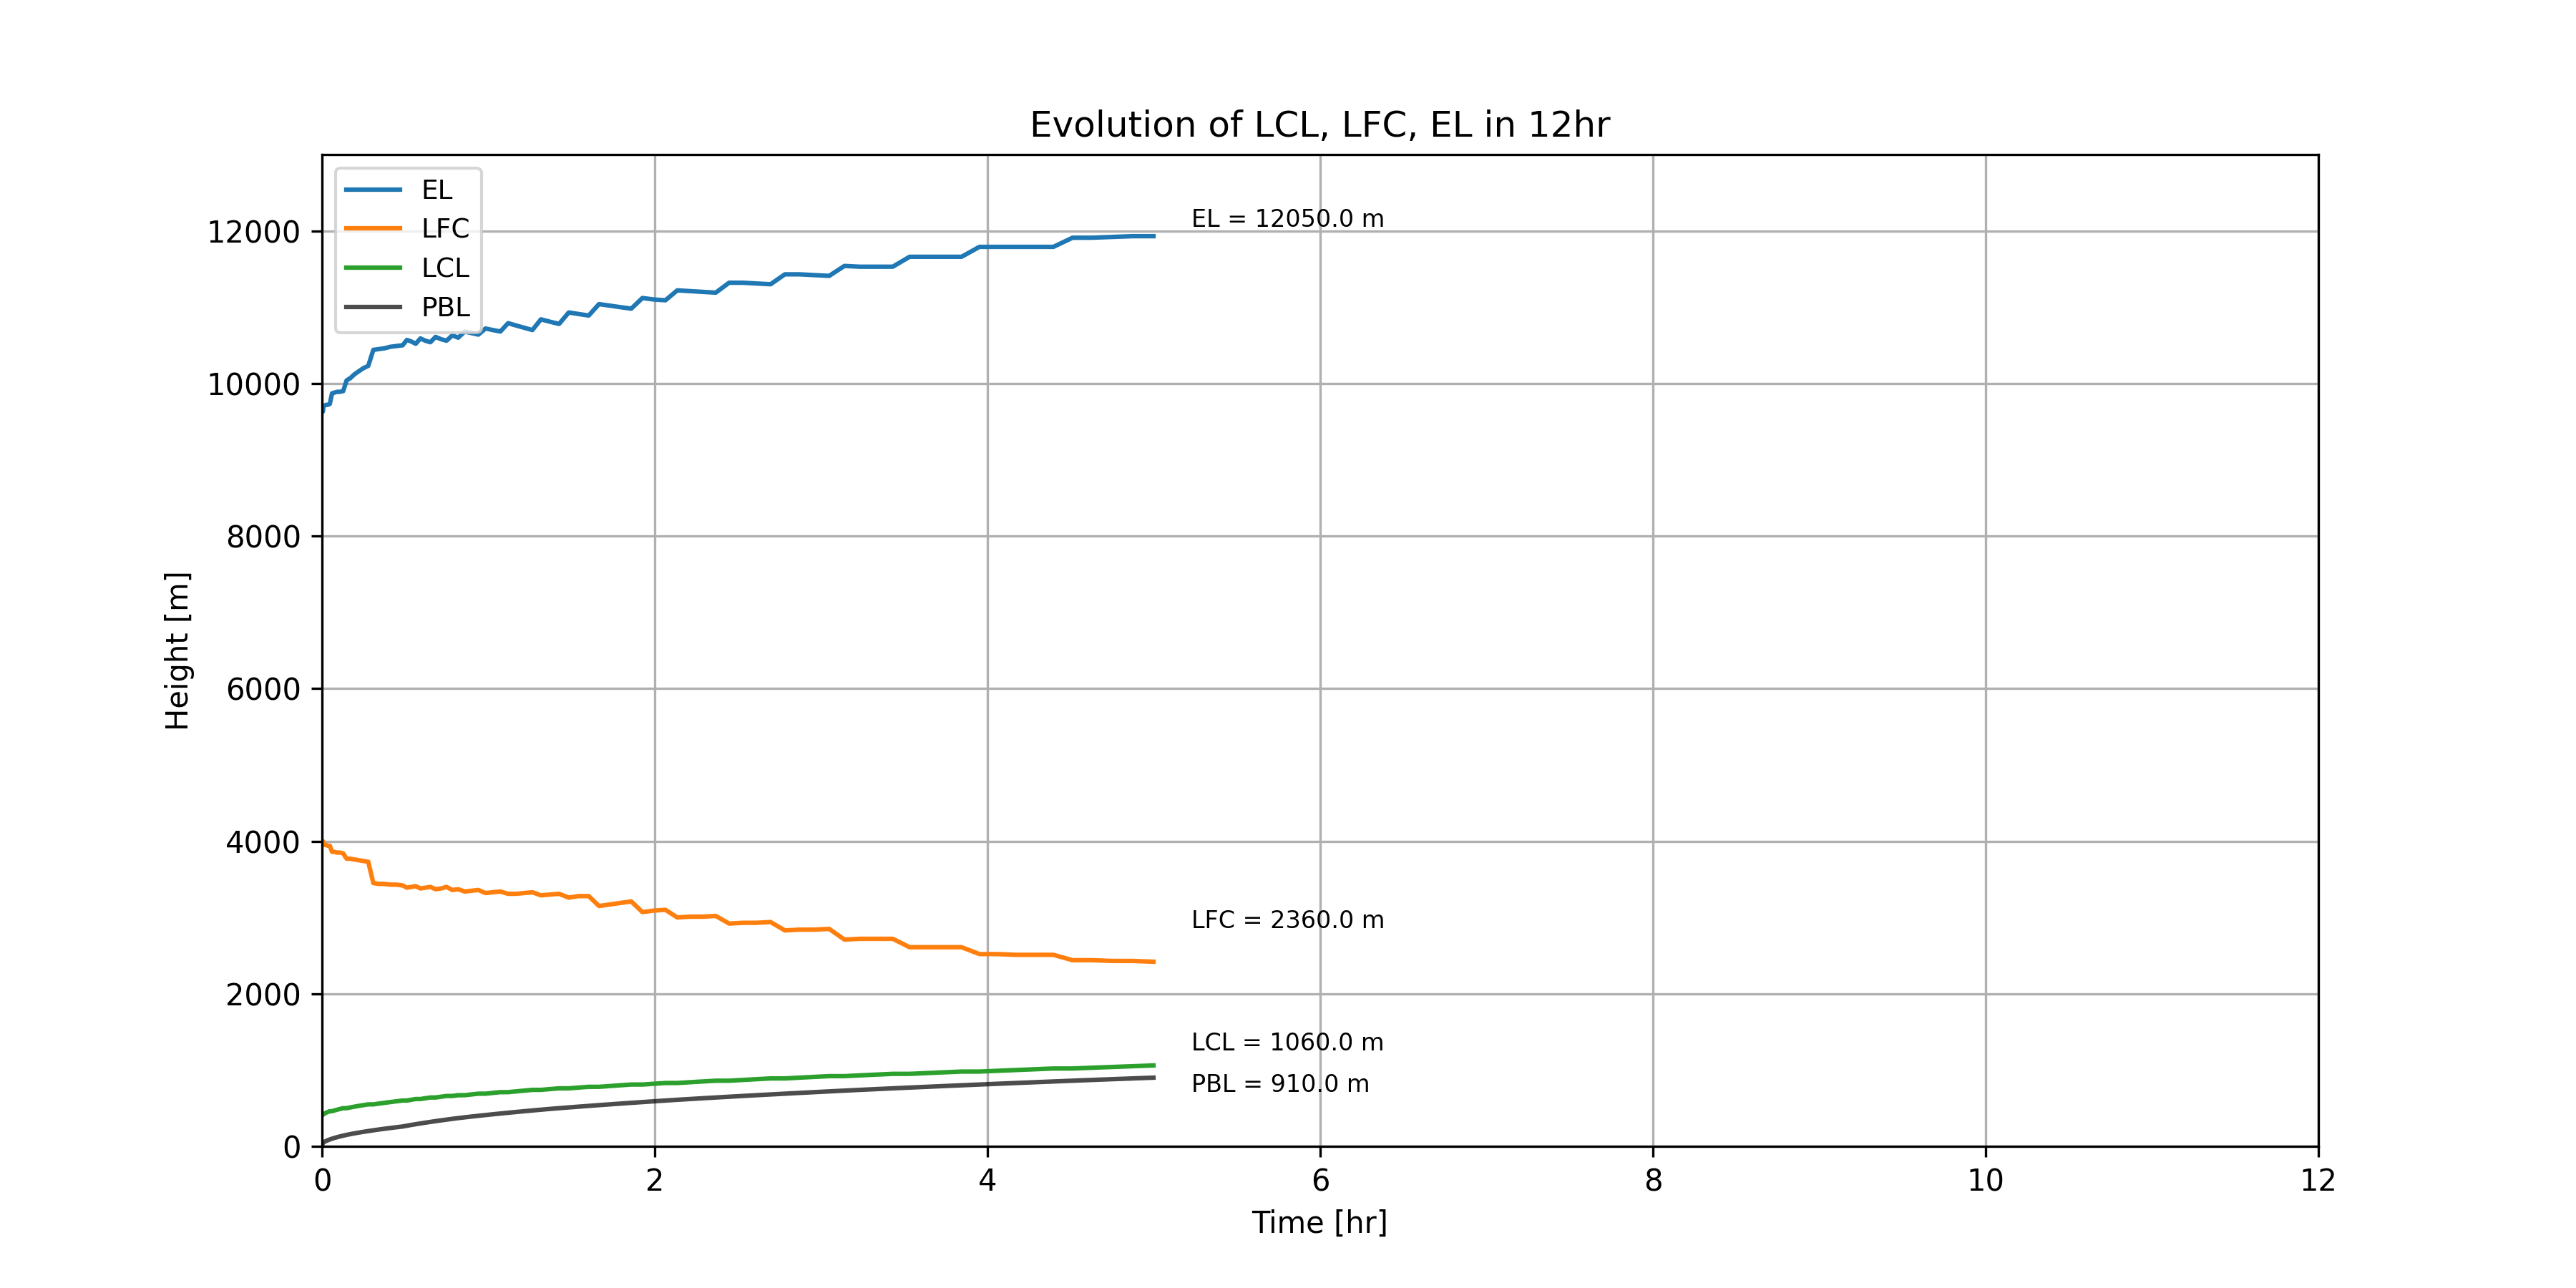 Evolution of LCL, LFC, EL in 12hr
EL
LFC
LCL
PBL
EL = 12050.0 m
LFC = 2360.0 m
LCL = 1060.0 m
PBL = 910.0 m
12000
10000
8000
6000
4000
2000
0
Height [m]
0 2 4 6 8 10 12
Time [hr]